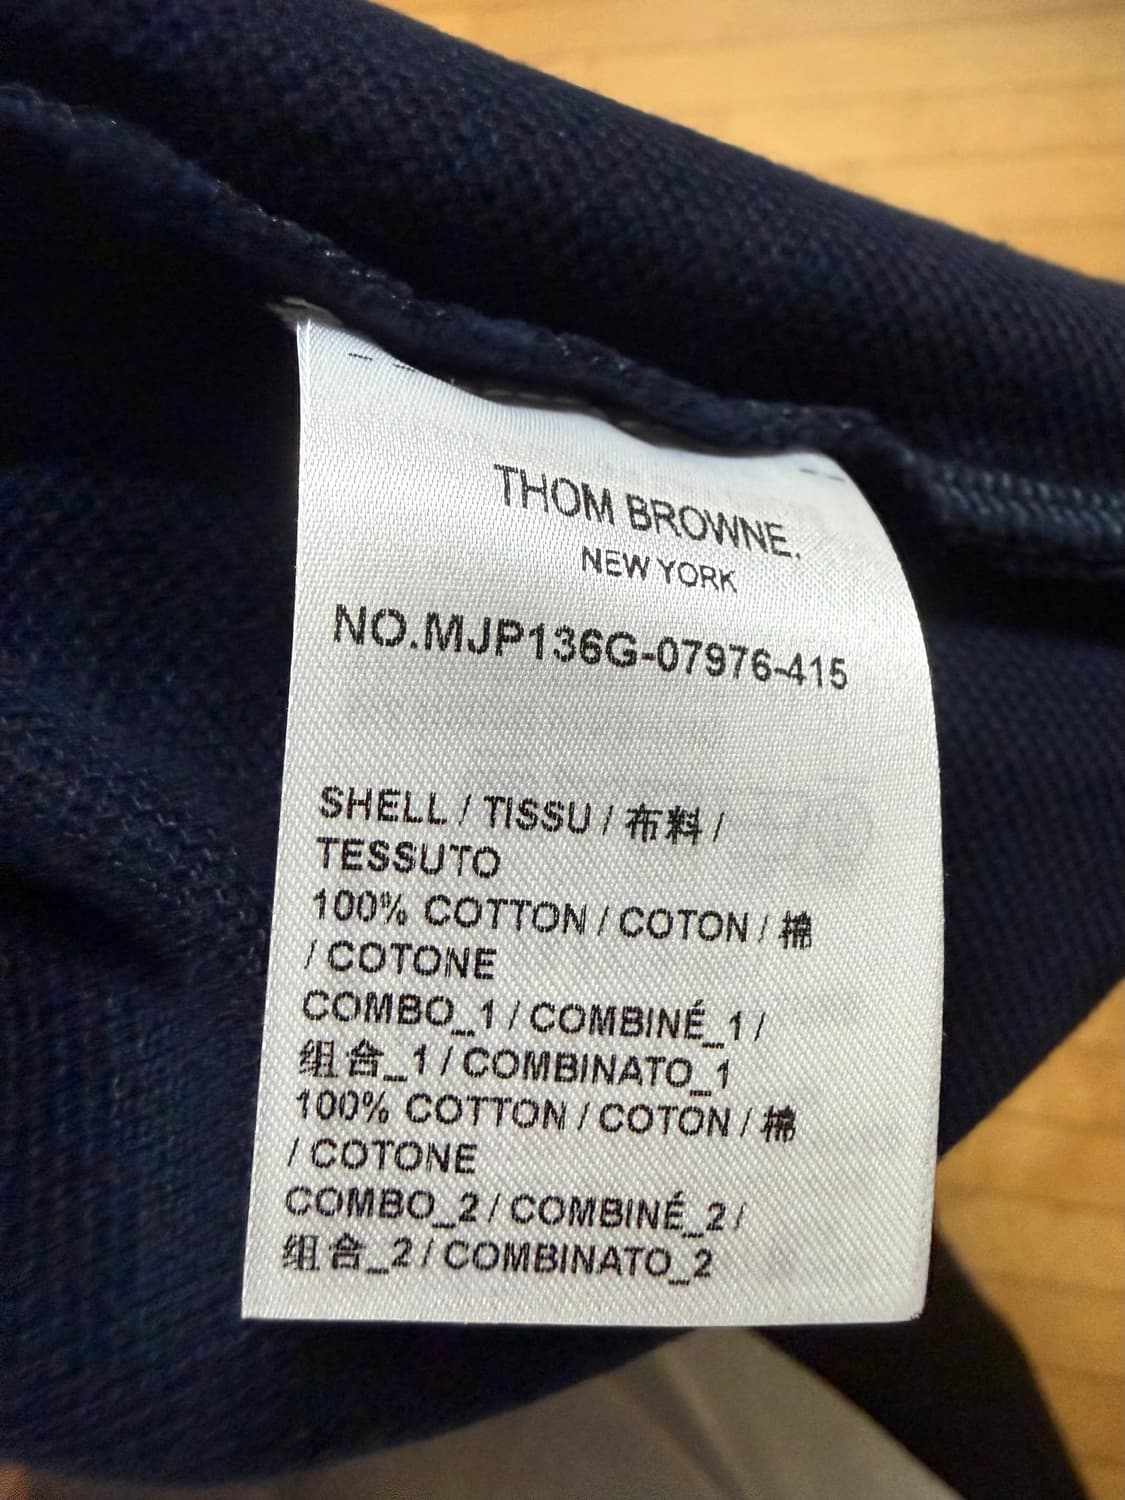 THOM BROWNE.
NEW YORK
NO.MJP136G-07976-415
SHELL / TISSU / 布料 /
TESSUTO
100% COTTON / COTON / 棉
/ COTONE
COMBO_1 / COMBINÉ_1 /
组合_1 / COMBINATO_1
100% COTTON / COTON / 棉
/ COTONE
COMBO_2 / COMBINÉ_2 /
组合_2 / COMBINATO_2